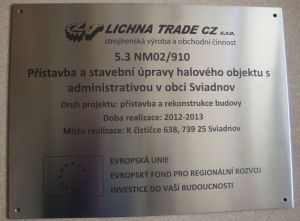 LT LICHNA TRADE CZ s.r.o.
strojírenská výroba a obchodní činnost
5.3 NM02/910
Přístavba a stavební úpravy halového objektu s
administrativou v obci Sviadnov
Druh projektu: přístavba a rekonstrukce budovy
Doba realizace: 2012-2013
Místo realizace: K čističce 638, 739 25 Sviadnov
EVROPSKÁ UNIE
EVROPSKÝ FOND PRO REGIONÁLNÍ ROZVOJ
INVESTICE DO VAŠÍ BUDOUCNOSTI